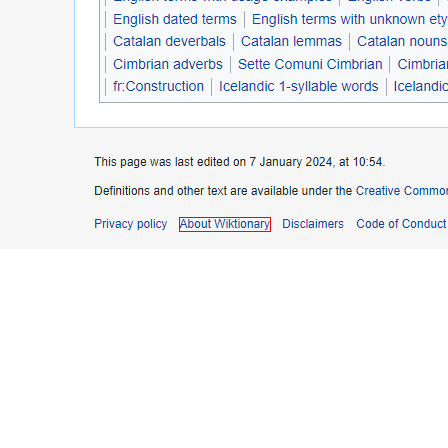 English dated terms | English terms with unknown ety
Catalan deverbals | Catalan lemmas | Catalan nouns
Cimbrian adverbs | Sette Comuni Cimbrian | Cimbria
fr:Construction | Icelandic 1-syllable words | Icelandic
This page was last edited on 7 January 2024, at 10:54.
Definitions and other text are available under the Creative Common
Privacy policy About Wiktionary Disclaimers Code of Conduct